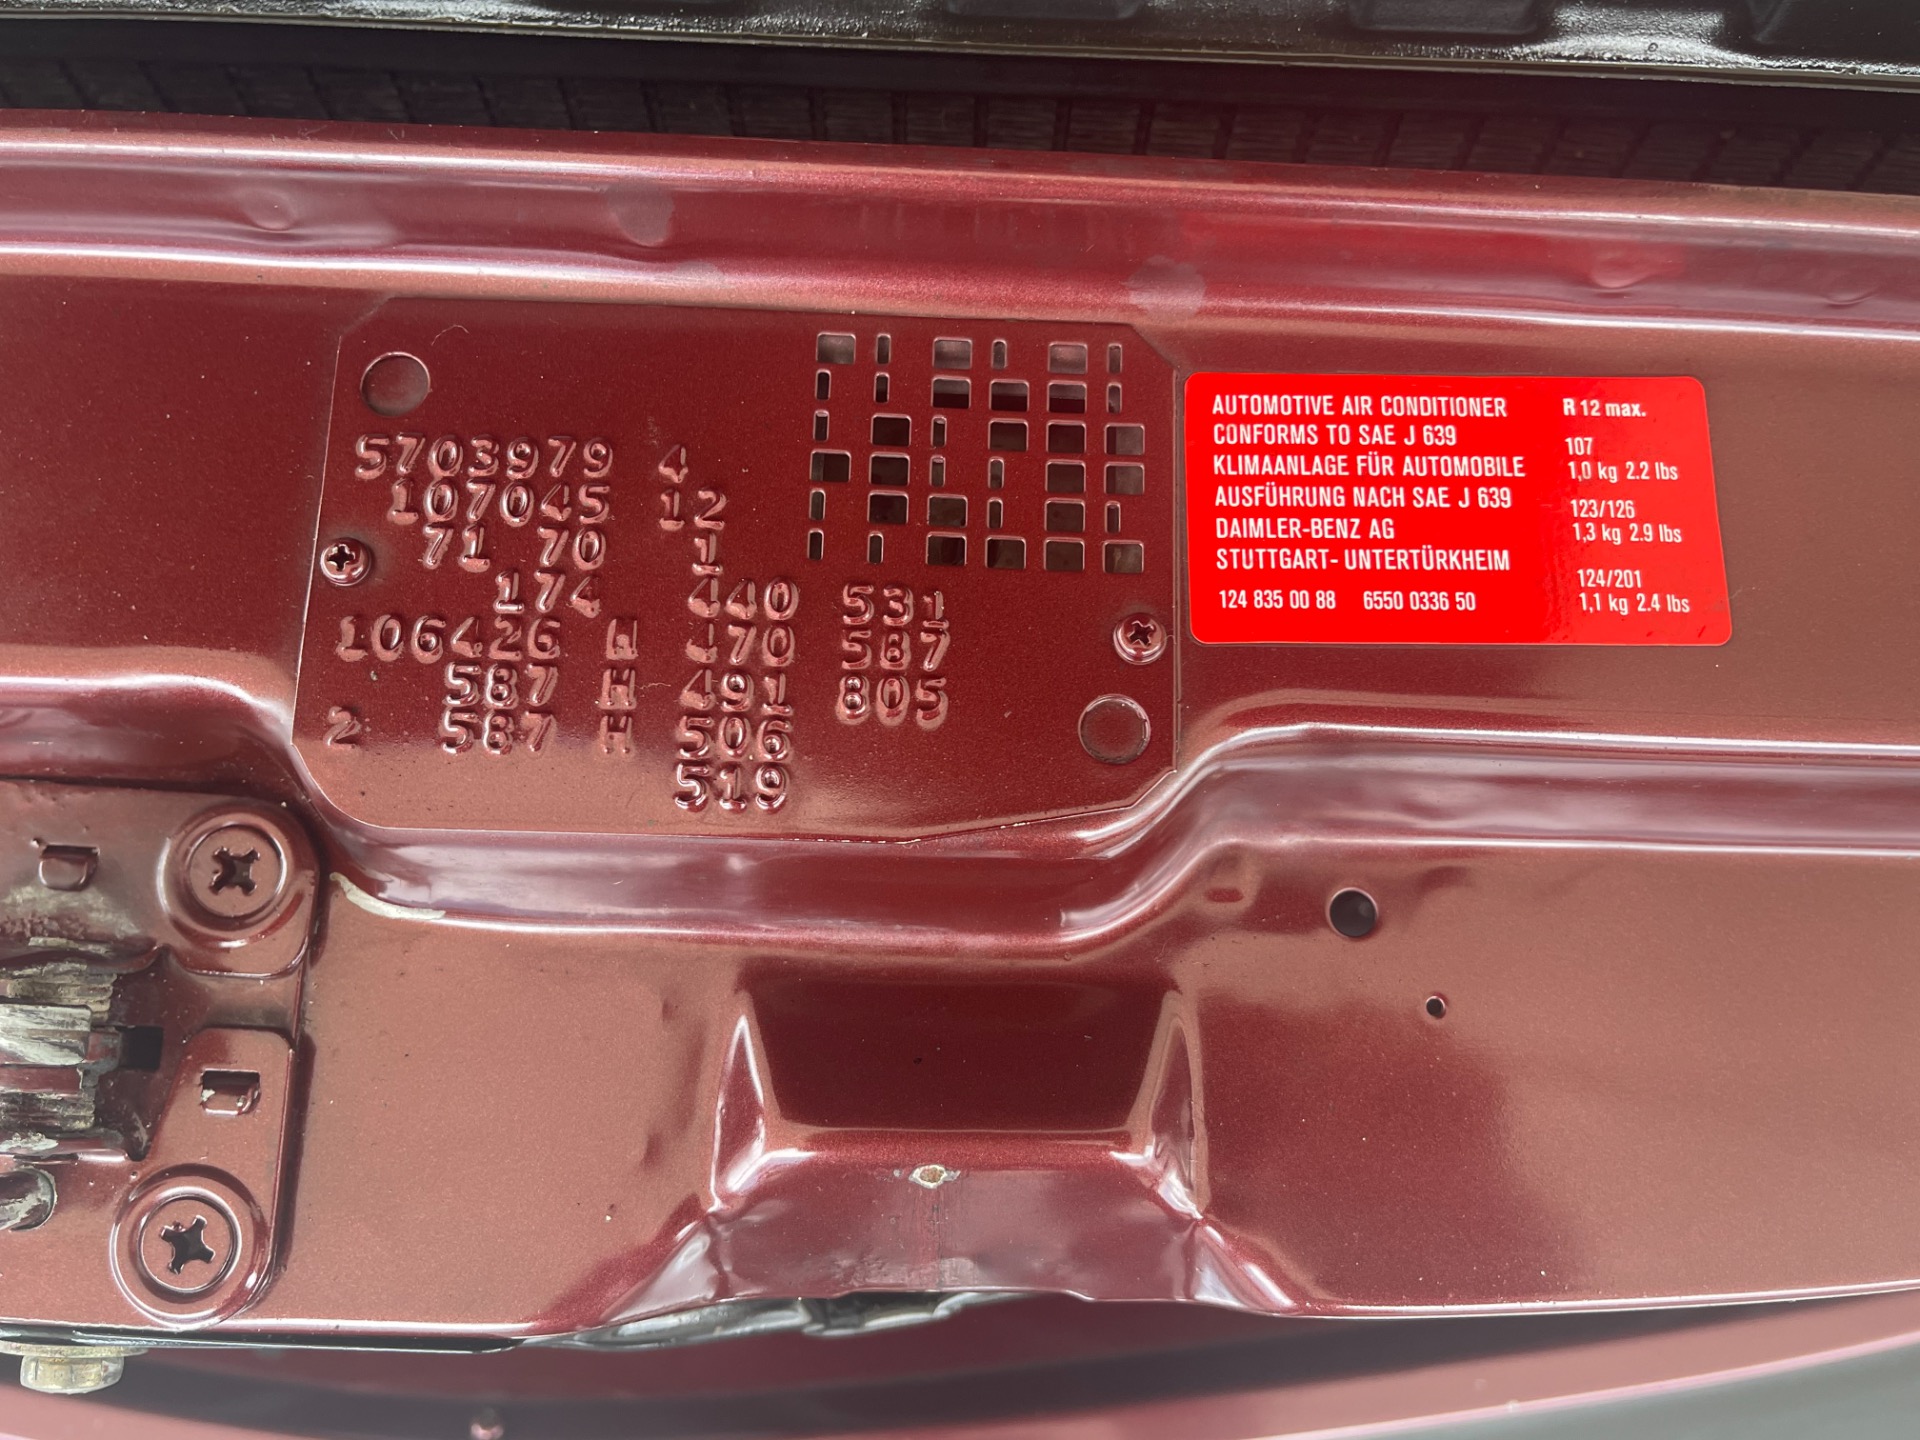 5703979 4
107045 12
71 70 1
174 440 531
106426 W 470 587
587 H 491 805
2 587 H 506
519
AUTOMOTIVE AIR CONDITIONER
CONFORMS TO SAE J 639
KLIMAANLAGE FÜR AUTOMOBILE
AUSFÜHRUNG NACH SAE J 639
DAIMLER-BENZ AG
STUTTGART- UNTERTÜRKHEIM
124 835 00 88 6550 0336 50
R 12 max.
107
1,0 kg 2.2 lbs
123/126
1,3 kg 2.9 lbs
124/201
1,1 kg 2.4 lbs